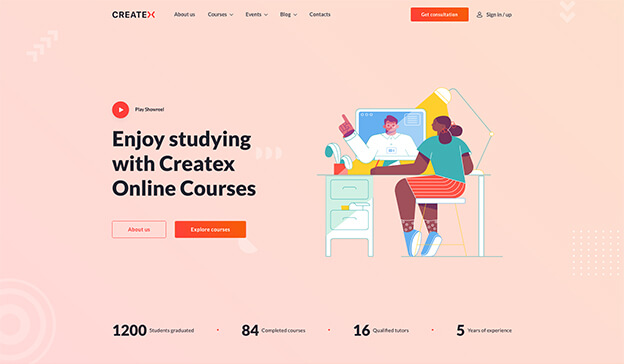 CREATEX
About us
Courses
Events
Blog
Contacts
Get consultation
Sign in / up
Play Showreel
Enjoy studying
with Createx
Online Courses
About us
Explore courses
1200 Students graduated
84 Completed courses
16 Qualified tutors
5 Years of experience